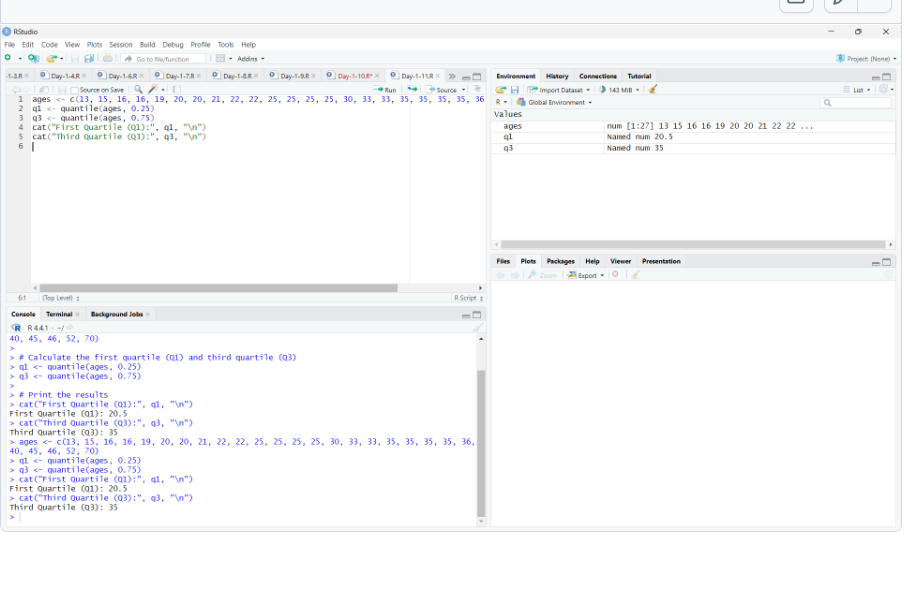 RStudio
File Edit Code View Plots Session Build Debug Profile Tools Help
Go to file/function Addins Project: (None)
-1-3.R Day-1-4.R Day-1-6.R Day-1-7.R Day-1-8.R Day-1-9.R Day-1-10.R* Day-1-11.R
Source on Save Run Source
1 ages <- c(13, 15, 16, 16, 19, 20, 20, 21, 22, 22, 25, 25, 25, 25, 30, 33, 33, 35, 35, 35, 35, 36
2 q1 <- quantile(ages, 0.25)
3 q3 <- quantile(ages, 0.75)
4 cat("First Quartile (Q1):", q1, "\n")
5 cat("Third Quartile (Q3):", q3, "\n")
6
6:1 (Top Level) R Script
Console Terminal Background Jobs
R 4.4.1 · ~/
40, 45, 46, 52, 70)
>
> # Calculate the first quartile (Q1) and third quartile (Q3)
> q1 <- quantile(ages, 0.25)
> q3 <- quantile(ages, 0.75)
>
> # Print the results
> cat("First Quartile (Q1):", q1, "\n")
First Quartile (Q1): 20.5
> cat("Third Quartile (Q3):", q3, "\n")
Third Quartile (Q3): 35
> ages <- c(13, 15, 16, 16, 19, 20, 20, 21, 22, 22, 25, 25, 25, 25, 30, 33, 33, 35, 35, 35, 35, 36,
40, 45, 46, 52, 70)
> q1 <- quantile(ages, 0.25)
> q3 <- quantile(ages, 0.75)
> cat("First Quartile (Q1):", q1, "\n")
First Quartile (Q1): 20.5
> cat("Third Quartile (Q3):", q3, "\n")
Third Quartile (Q3): 35
>
Environment History Connections Tutorial
Import Dataset 143 MiB List
R Global Environment
Values
ages num [1:27] 13 15 16 16 19 20 20 21 22 22 ...
q1 Named num 20.5
q3 Named num 35
Files Plots Packages Help Viewer Presentation
Zoom Export